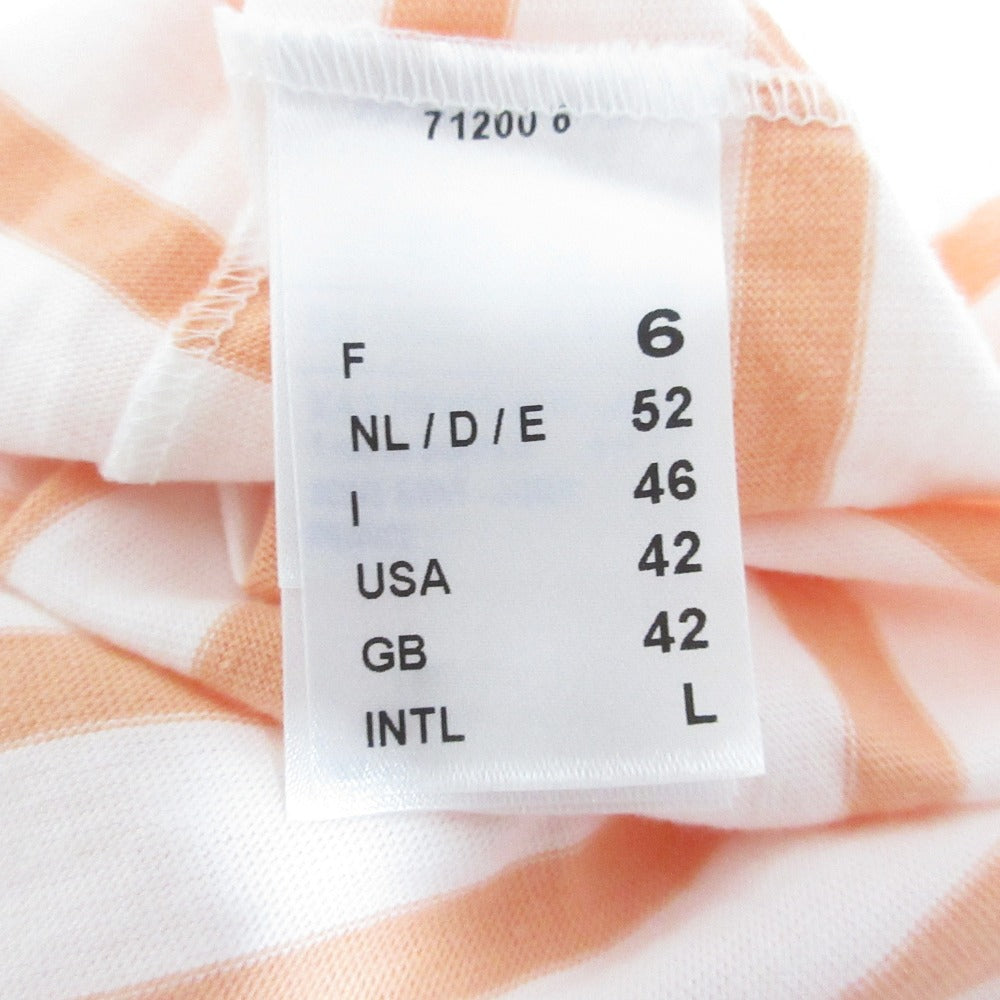 71200 6
F 6
NL / D / E 52
I 46
USA 42
GB 42
INTL L